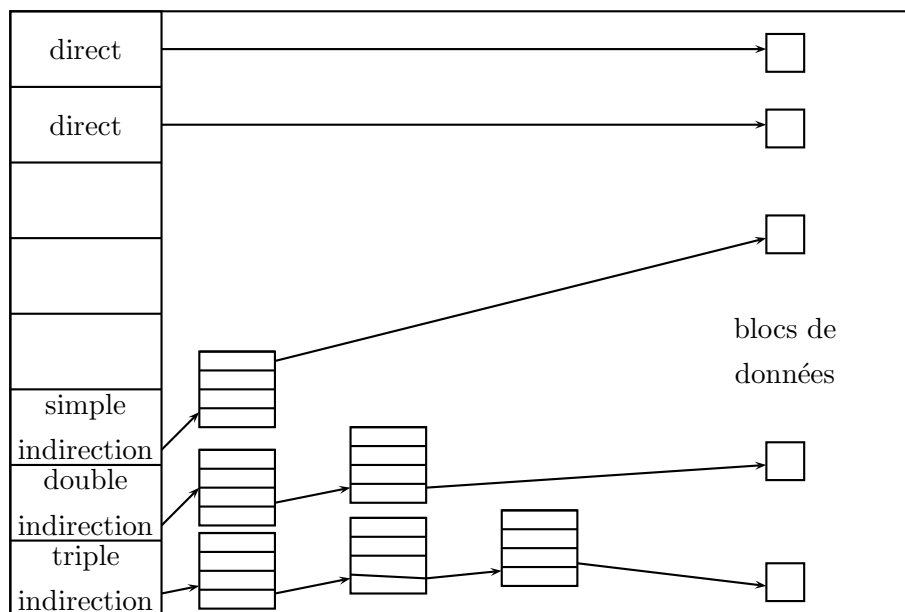 direct
direct
simple
indirection
double
indirection
triple
indirection
blocs de
données